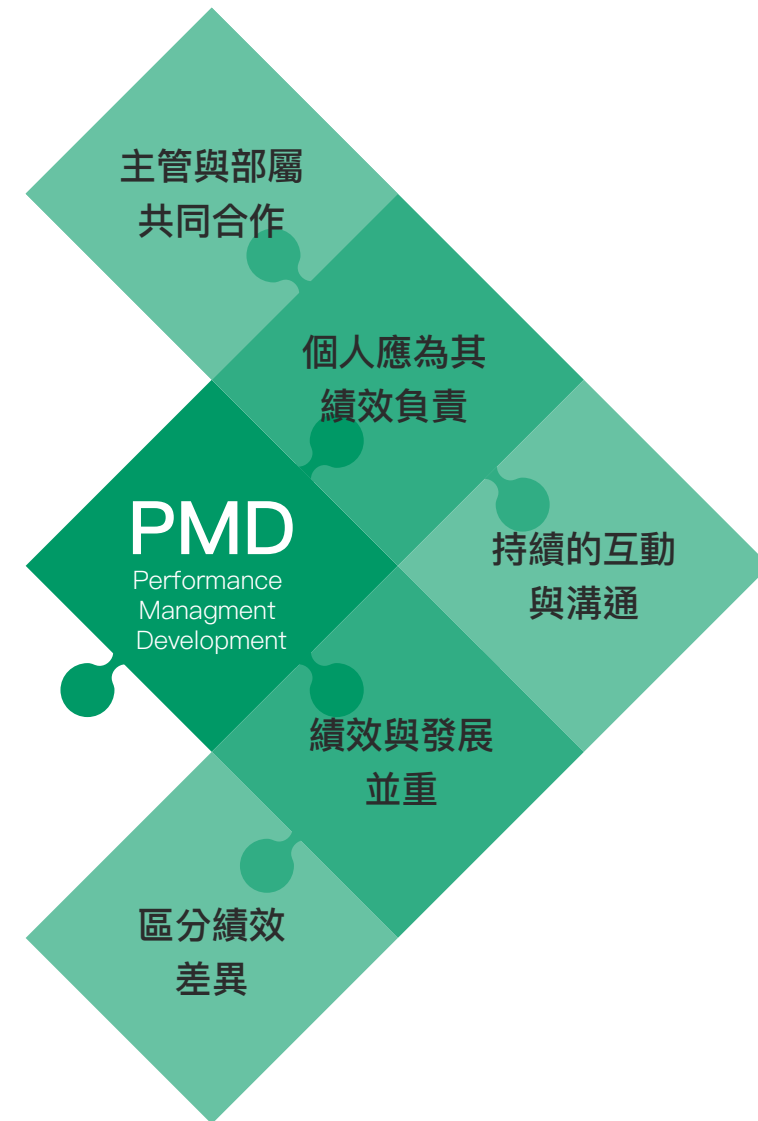 主管與部屬
共同合作
個人應為其
績效負責
PMD
Performance
Managment
Development
持續的互動
與溝通
績效與發展
並重
區分績效
差異